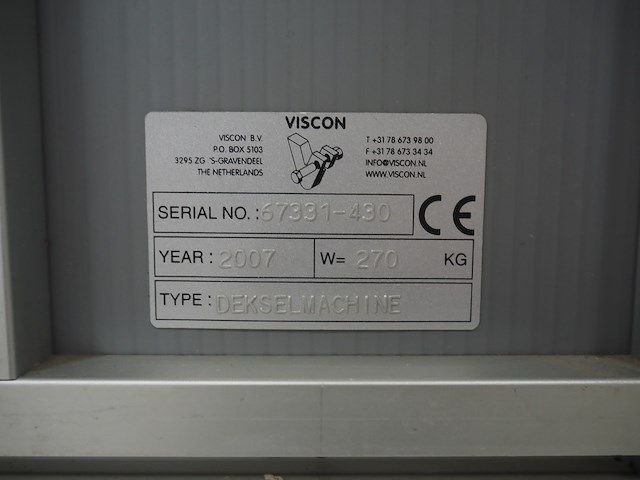 VISCON
VISCON B.V.
P.O. BOX 5103
3295 ZG 'S-GRAVENDEEL
THE NETHERLANDS
T +31 78 673 98 00
F +31 78 673 34 34
INFO@VISCON.NL
WWW.VISCON.NL
SERIAL NO.: 67331-430
CE
YEAR: 2007 W= 270 KG
TYPE: DEKSELMACHINE